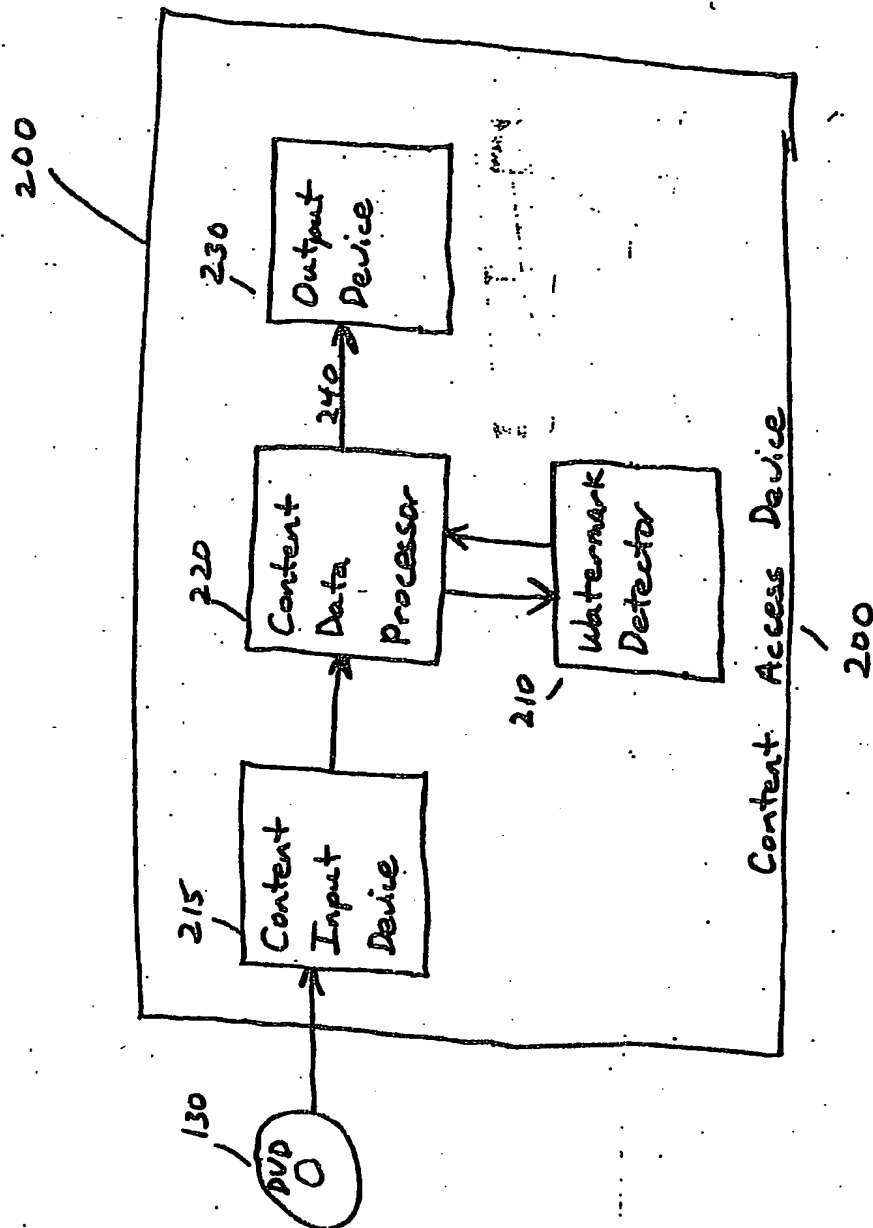 200
130
DVD
215
Content
Input
Device
220
Content
Data
Processor
240
230
Output
Device
210
Watermark
Detector
Content Access Device
200